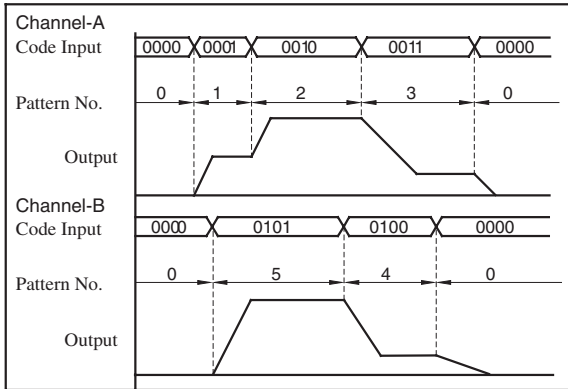 Channel-A
Code Input 0000 0001 0010 0011 0000
Pattern No. 0 1 2 3 0
Output
Channel-B
Code Input 0000 0101 0100 0000
Pattern No. 0 5 4 0
Output